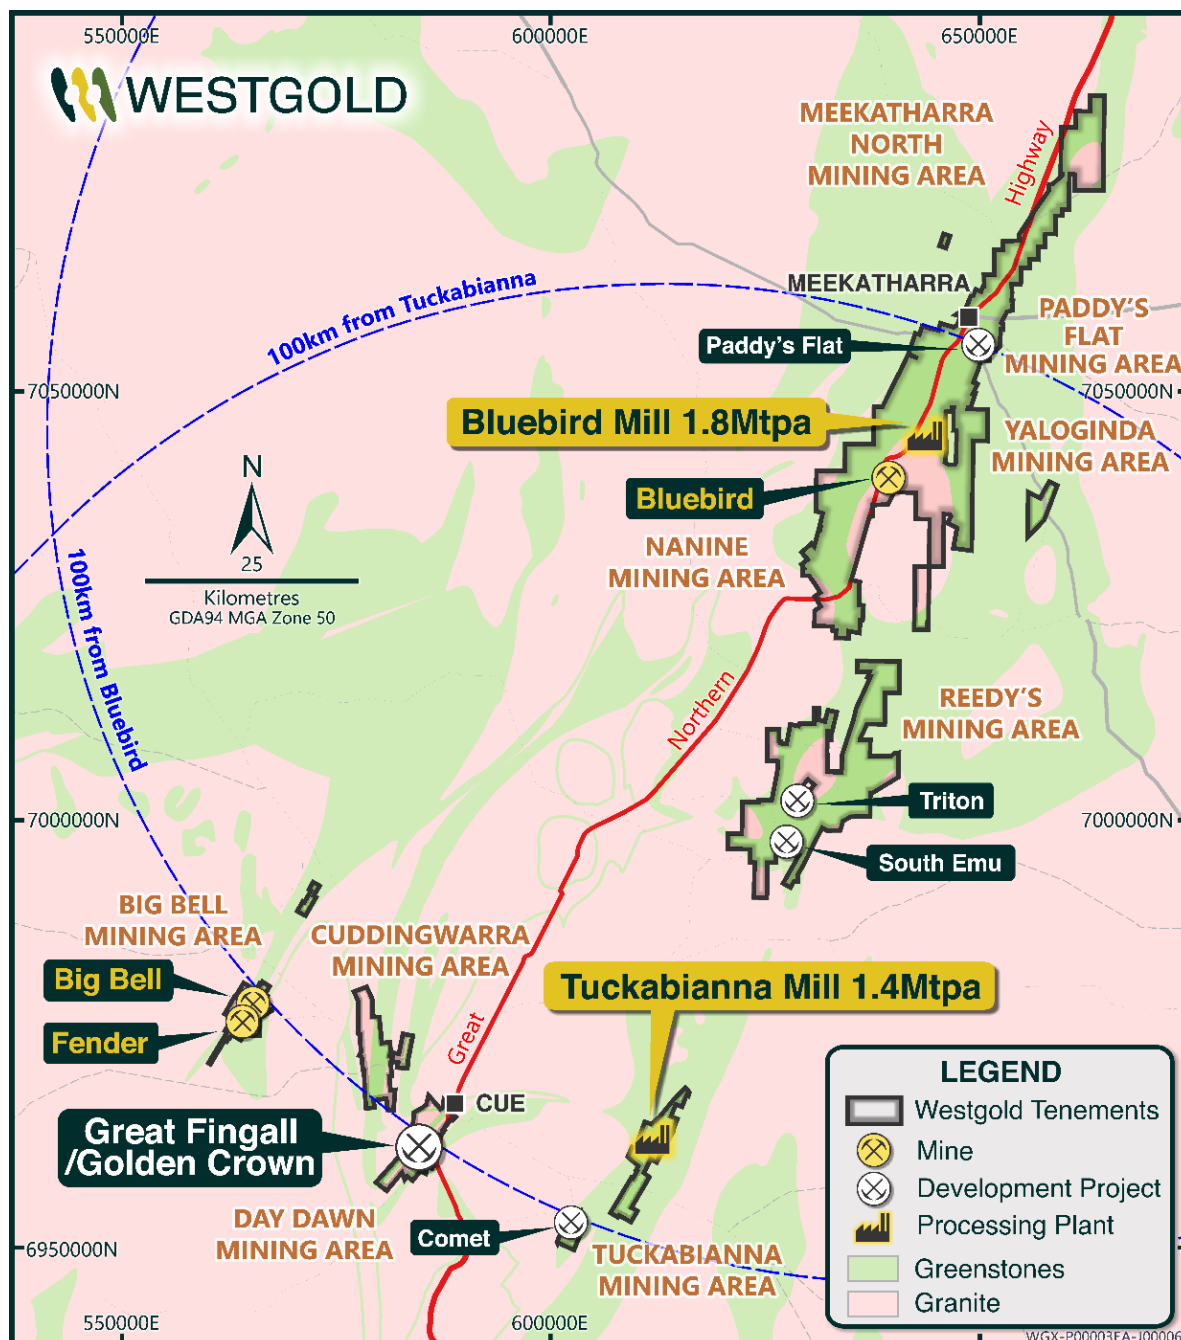 550000E
600000E
650000E
WESTGOLD
MEEKATHARRA
NORTH
MINING AREA
Highway
100km from Tuckabianna
MEEKATHARRA
PADDY'S
FLAT
MINING AREA
Paddy's Flat
7050000N
7050000N
Bluebird Mill 1.8Mtpa
YALOGINDA
MINING AREA
N
25
Kilometres
GDA94 MGA Zone 50
Bluebird
NANINE
MINING AREA
100km from Bluebird
Northern
REEDY'S
MINING AREA
Triton
7000000N
7000000N
South Emu
BIG BELL
MINING AREA
CUDDINGWARRA
MINING AREA
Big Bell
Fender
Tuckabianna Mill 1.4Mtpa
Great
CUE
Great Fingall
/Golden Crown
DAY DAWN
MINING AREA
Comet
TUCKABIANNA
MINING AREA
6950000N
LEGEND
Westgold Tenements
Mine
Development Project
Processing Plant
Greenstones
Granite
550000E
600000E